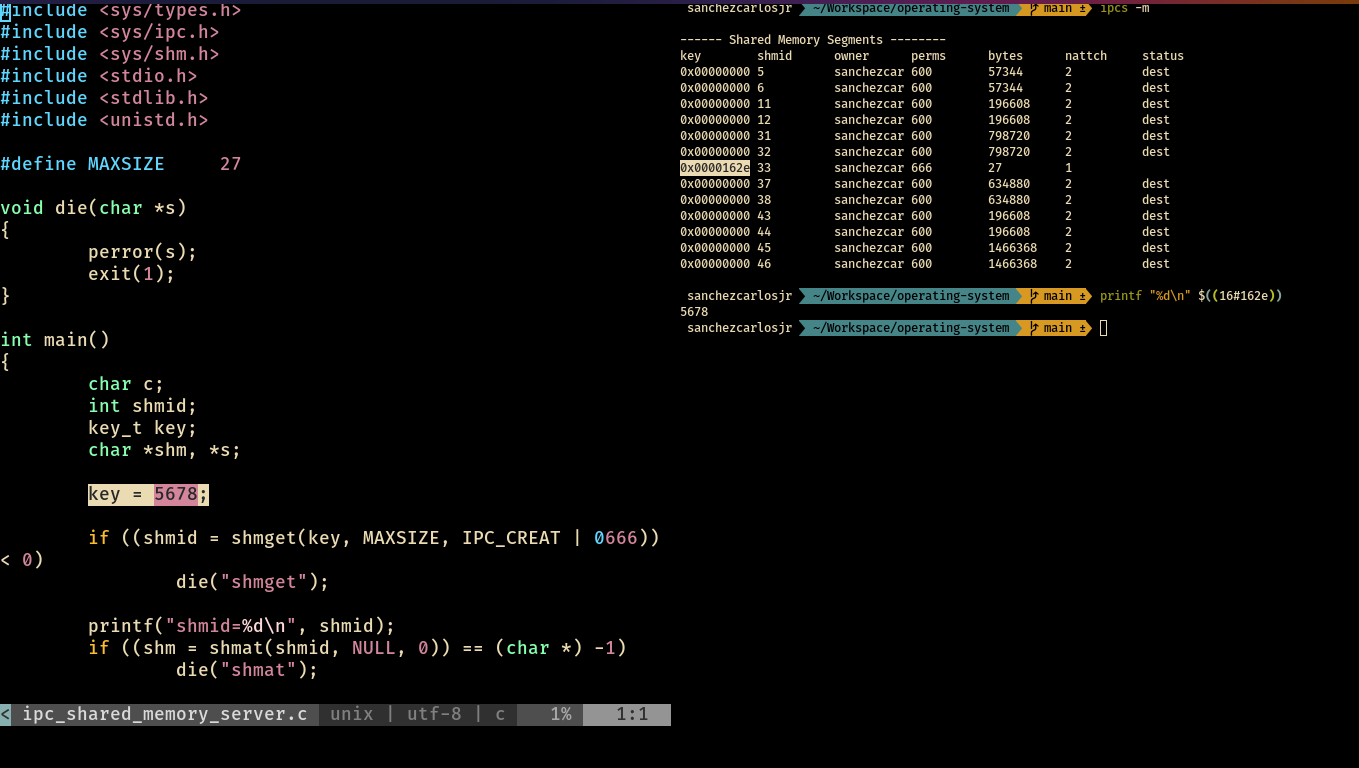 #include <sys/types.h>
#include <sys/ipc.h>
#include <sys/shm.h>
#include <stdio.h>
#include <stdlib.h>
#include <unistd.h>
#define MAXSIZE     27
void die(char *s)
{
        perror(s);
        exit(1);
}
int main()
{
        char c;
        int shmid;
        key_t key;
        char *shm, *s;
        key = 5678;
        if ((shmid = shmget(key, MAXSIZE, IPC_CREAT | 0666))
< 0)
                die("shmget");
        printf("shmid=%d\n", shmid);
        if ((shm = shmat(shmid, NULL, 0)) == (char *) -1)
                die("shmat");
< ipc_shared_memory_server.c  unix | utf-8 | c  1%  1:1
sanchezcarlosjr ~/Workspace/operating-system main ± ipcs -m
------ Shared Memory Segments --------
key        shmid      owner      perms      bytes      nattch     status
0x00000000 5          sanchezcar 600        57344      2          dest
0x00000000 6          sanchezcar 600        57344      2          dest
0x00000000 11         sanchezcar 600        196608     2          dest
0x00000000 12         sanchezcar 600        196608     2          dest
0x00000000 31         sanchezcar 600        798720     2          dest
0x00000000 32         sanchezcar 600        798720     2          dest
0x0000162e 33         sanchezcar 666        27         1
0x00000000 37         sanchezcar 600        634880     2          dest
0x00000000 38         sanchezcar 600        634880     2          dest
0x00000000 43         sanchezcar 600        196608     2          dest
0x00000000 44         sanchezcar 600        196608     2          dest
0x00000000 45         sanchezcar 600        1466368    2          dest
0x00000000 46         sanchezcar 600        1466368    2          dest
sanchezcarlosjr ~/Workspace/operating-system main ± printf "%d\n" $((16#162e))
5678
sanchezcarlosjr ~/Workspace/operating-system main ±